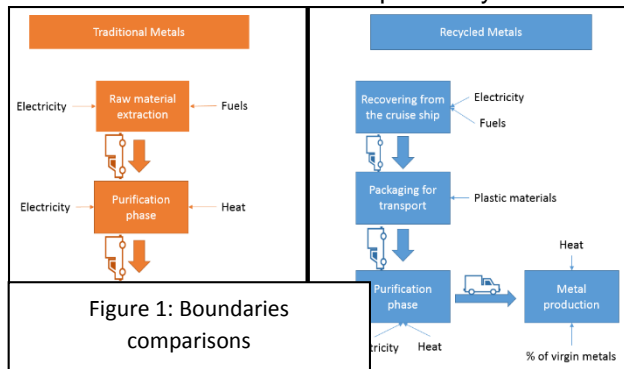 Traditional Metals
Electricity
Raw material
extraction
Fuels
Electricity
Purification
phase
Heat
Figure 1: Boundaries
comparisons
Recycled Metals
Recovering from
the cruise ship
Electricity
Fuels
Packaging for
transport
Plastic materials
Purification
phase
Heat
Heat
Metal
production
% of virgin metals